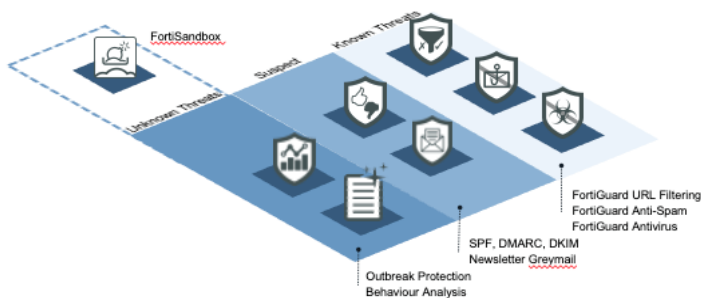 FortiSandbox
Known Threats
Suspect
Unknown Threats
FortiGuard URL Filtering
FortiGuard Anti-Spam
FortiGuard Antivirus
SPF, DMARC, DKIM
Newsletter Greymail
Outbreak Protection
Behaviour Analysis